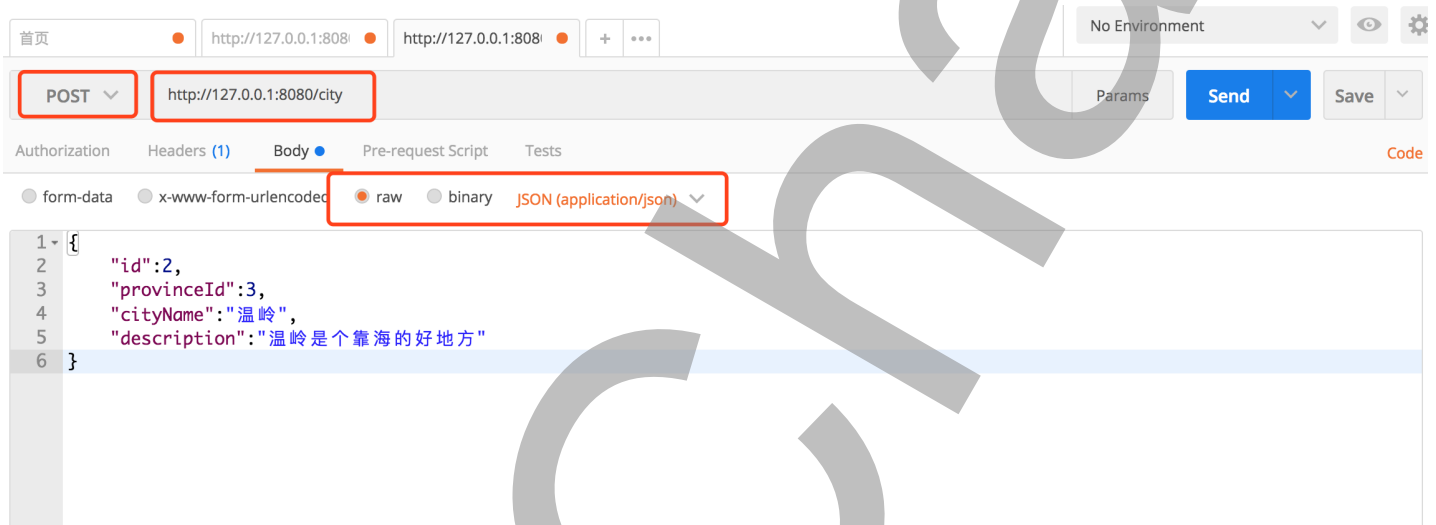 首页 http://127.0.0.1:808 http://127.0.0.1:808 + ••• No Environment
POST http://127.0.0.1:8080/city Params Send Save
Authorization Headers (1) Body Pre-request Script Tests Code
form-data x-www-form-urlencoded raw binary JSON (application/json)
1 {
2 "id":2,
3 "provinceId":3,
4 "cityName":"温岭",
5 "description":"温岭是个靠海的好地方"
6 }